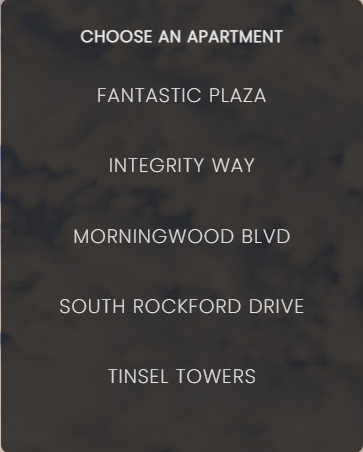 CHOOSE AN APARTMENT
FANTASTIC PLAZA
INTEGRITY WAY
MORNINGWOOD BLVD
SOUTH ROCKFORD DRIVE
TINSEL TOWERS